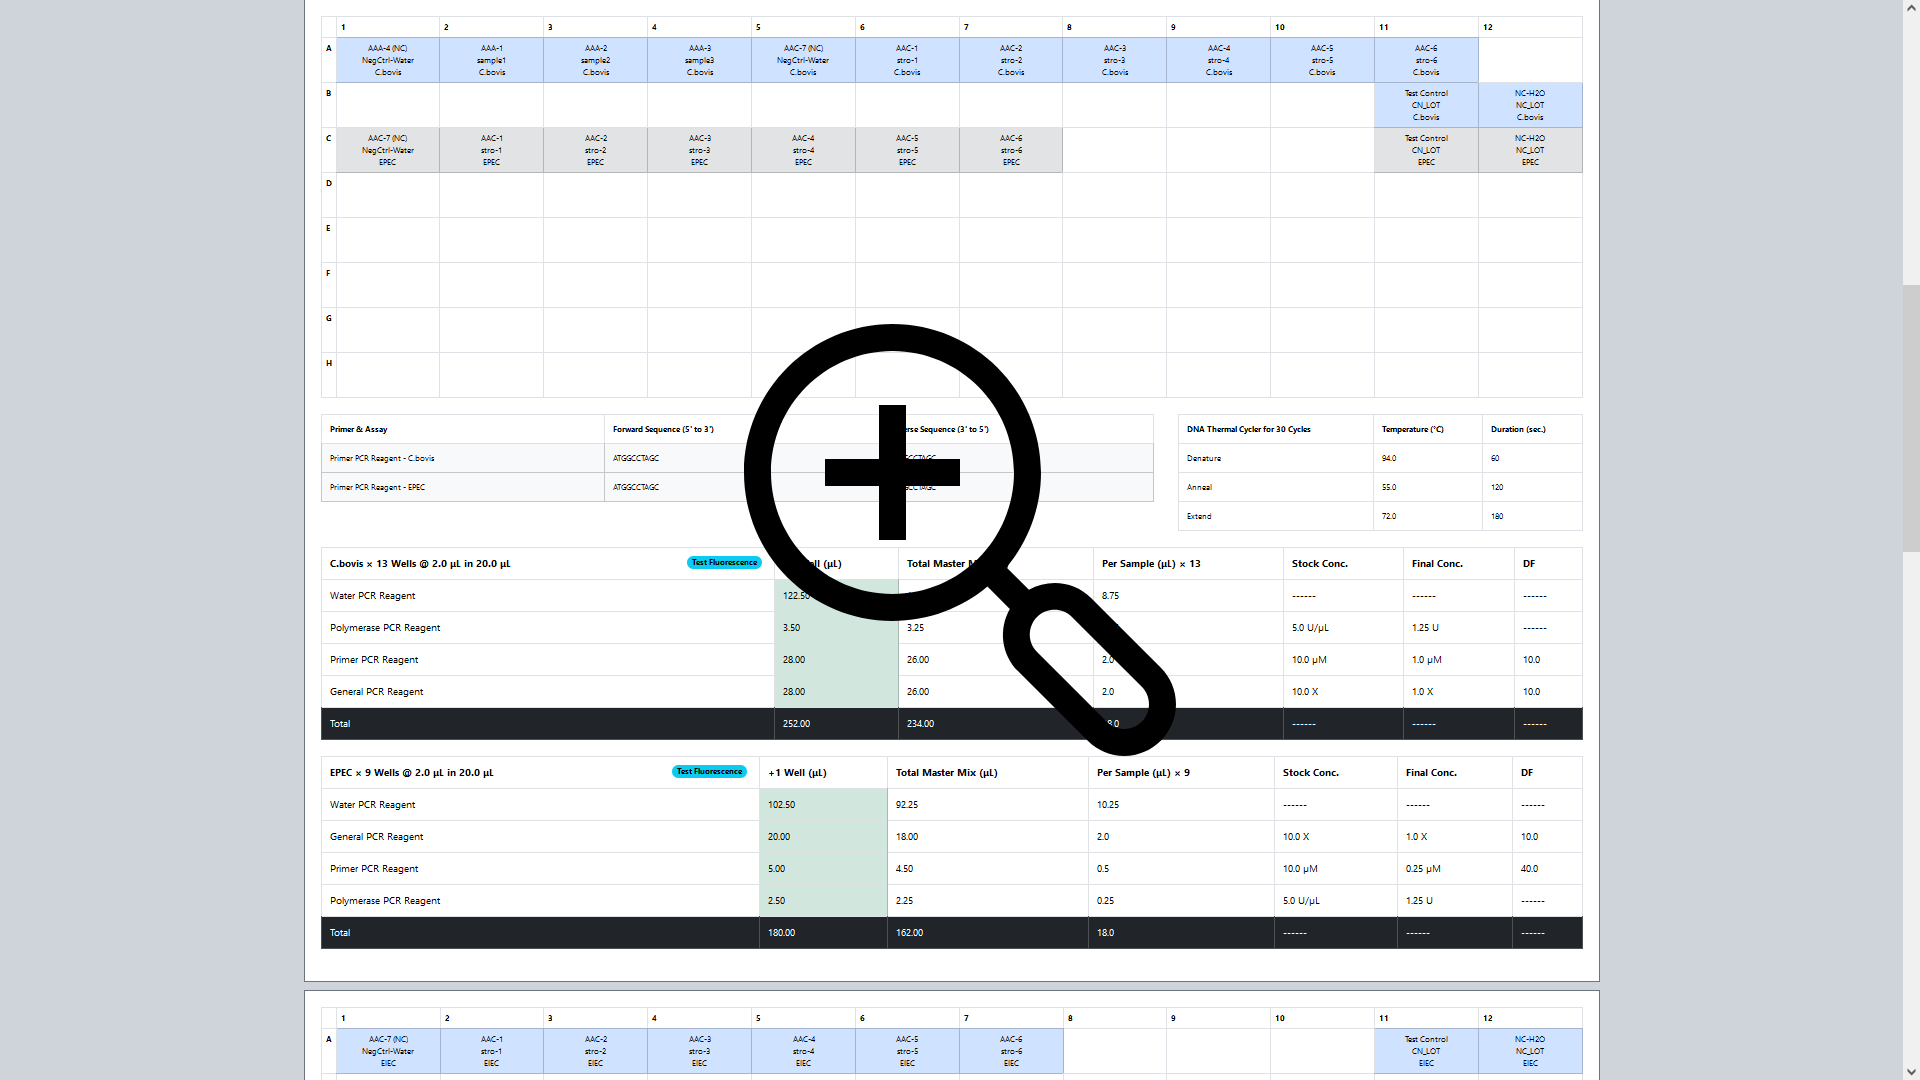 1 2 3 4 5 6 7 8 9 10 11 12
A
AAA-4 (NC) AAA-1 AAA-2 AAA-3 AAC-7 (NC) AAC-1 AAC-2 AAC-3 AAC-4 AAC-5 AAC-6
NegCtrl-Water sample1 sample2 sample3 NegCtrl-Water stro-1 stro-2 stro-3 stro-4 stro-5 stro-6
C.bovis C.bovis C.bovis C.bovis C.bovis C.bovis C.bovis C.bovis C.bovis C.bovis C.bovis
B
Test Control NC-H2O
CN_LOT NC_LOT
C.bovis C.bovis
C
AAC-7 (NC) AAC-1 AAC-2 AAC-3 AAC-4 AAC-5 AAC-6 Test Control NC-H2O
NegCtrl-Water stro-1 stro-2 stro-3 stro-4 stro-5 stro-6 CN_LOT NC_LOT
EPEC EPEC EPEC EPEC EPEC EPEC EPEC EPEC EPEC
D
E
F
G
H
Primer & Assay Forward Sequence (5' to 3') Sequence (3' to 5')
Primer PCR Reagent - C.bovis ATGGCCTAGC
Primer PCR Reagent - EPEC ATGGCCTAGC
DNA Thermal Cycler for 30 Cycles Temperature (°C) Duration (sec.)
Denature 94.0 60
Anneal 55.0 120
Extend 72.0 180
C.bovis × 13 Wells @ 2.0 µL in 20.0 µL Test Fluorescence (µL) Total Master Per Sample (µL) × 13 Stock Conc. Final Conc. DF
Water PCR Reagent 122.50 8.75 ------ ------ ------
Polymerase PCR Reagent 3.50 3.25 5.0 U/µL 1.25 U ------
Primer PCR Reagent 28.00 26.00 2.0 10.0 µM 1.0 µM 10.0
General PCR Reagent 28.00 26.00 2.0 10.0 X 1.0 X 10.0
Total 252.00 234.00 ------ ------ ------
EPEC × 9 Wells @ 2.0 µL in 20.0 µL Test Fluorescence +1 Well (µL) Total Master Mix (µL) Per Sample (µL) × 9 Stock Conc. Final Conc. DF
Water PCR Reagent 102.50 92.25 10.25 ------ ------ ------
General PCR Reagent 20.00 18.00 2.0 10.0 X 1.0 X 10.0
Primer PCR Reagent 5.00 4.50 0.5 10.0 µM 0.25 µM 40.0
Polymerase PCR Reagent 2.50 2.25 0.25 5.0 U/µL 1.25 U ------
Total 180.00 162.00 18.0 ------ ------ ------
1 2 3 4 5 6 7 8 9 10 11 12
A
AAC-7 (NC) AAC-1 AAC-2 AAC-3 AAC-4 AAC-5 AAC-6 Test Control NC-H2O
NegCtrl-Water stro-1 stro-2 stro-3 stro-4 stro-5 stro-6 CN_LOT NC_LOT
EIEC EIEC EIEC EIEC EIEC EIEC EIEC EIEC EIEC